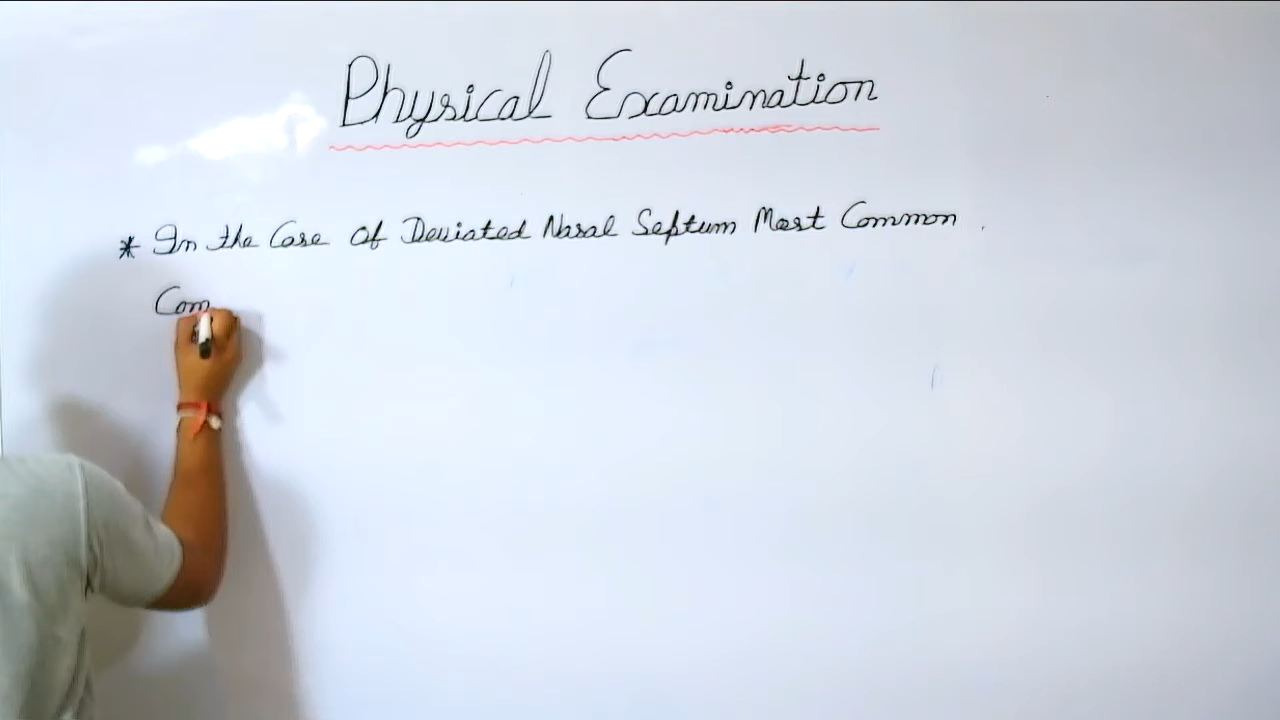 Physical Examination
* In the Case Of Deviated Nasal Septum Most Common
Com